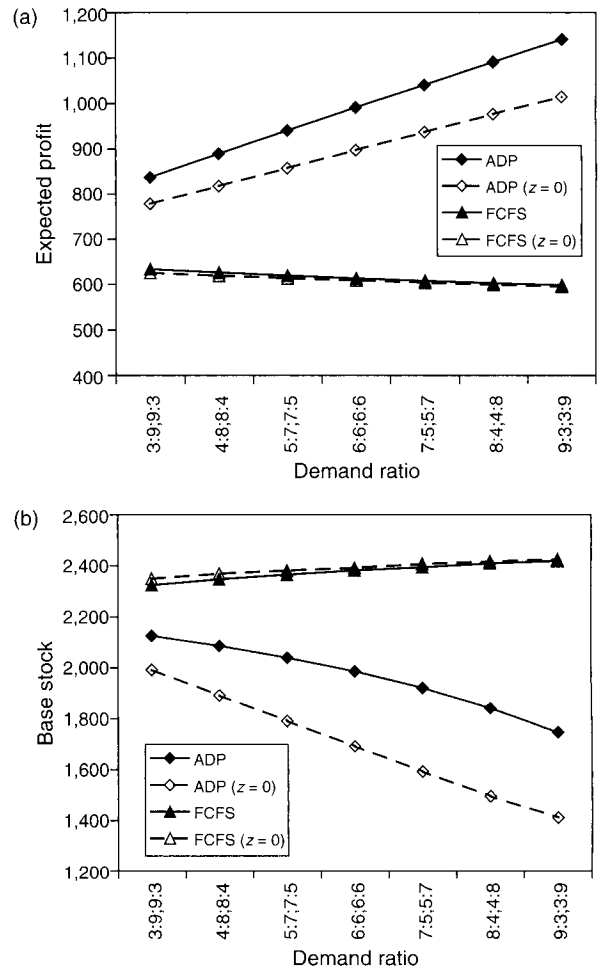 (a)
1,200
1,100
1,000
900
800
700
600
500
400
Expected profit
ADP
ADP (z = 0)
FCFS
FCFS (z = 0)
3:9;9:3
4:8;8:4
5:7;7:5
6:6;6:6
7:5;5:7
8:4;4:8
9:3;3:9
Demand ratio
(b)
2,600
2,400
2,200
2,000
1,800
1,600
1,400
1,200
Base stock
ADP
ADP (z = 0)
FCFS
FCFS (z = 0)
3:9;9:3
4:8;8:4
5:7;7:5
6:6;6:6
7:5;5:7
8:4;4:8
9:3;3:9
Demand ratio